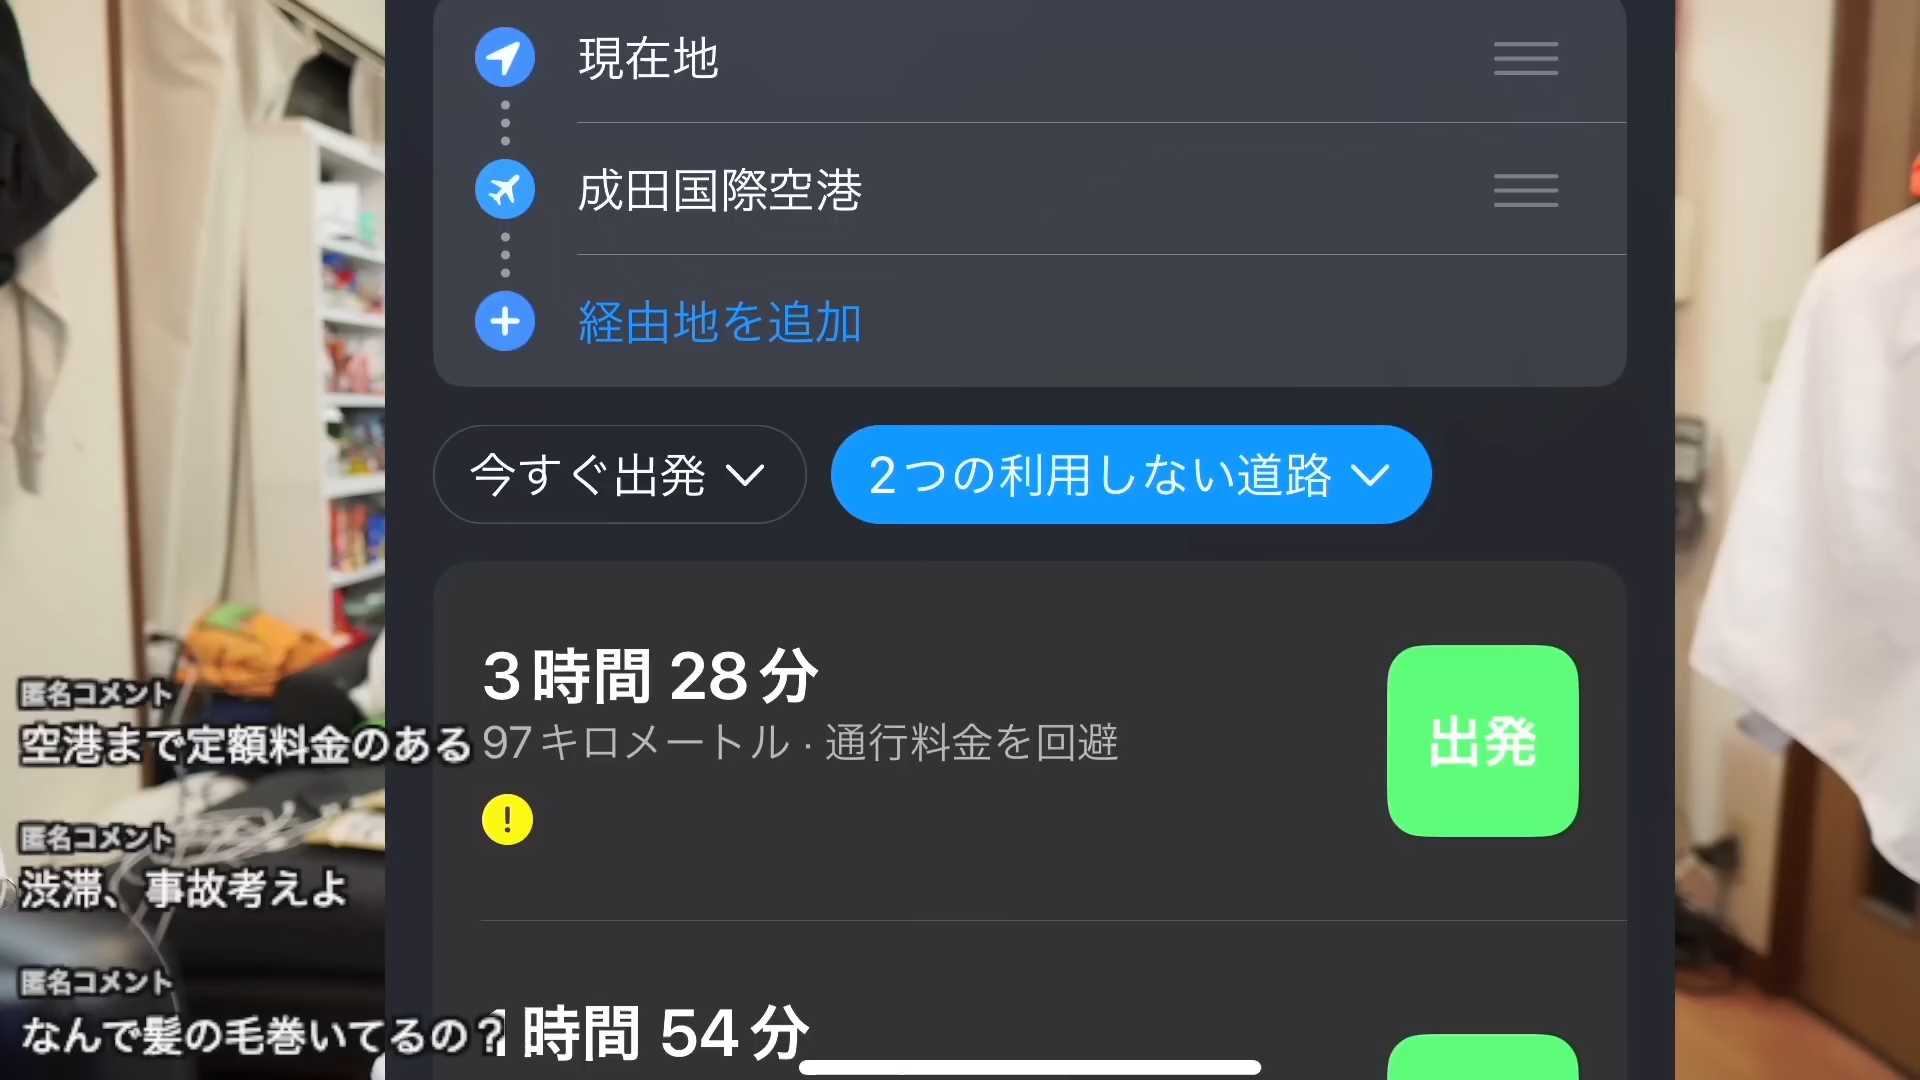 現在地
成田国際空港
経由地を追加
今すぐ出発
2つの利用しない道路
3時間 28分
97キロメートル · 通行料金を回避
!
出発
1時間 54分
匿名コメント
空港まで定額料金のある
匿名コメント
渋滞、事故考えよ
匿名コメント
なんで髪の毛巻いてるの？